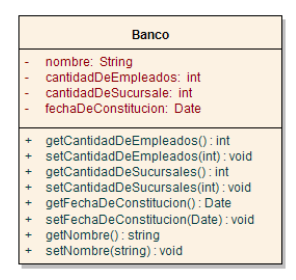 Banco
- nombre: String
- cantidadDeEmpleados: int
- cantidadDeSucursale: int
- fechaDeConstitucion: Date
+ getCantidadDeEmpleados() : int
+ setCantidadDeEmpleados(int) : void
+ getCantidadDeSucursales() : int
+ setCantidadDeSucursales(int) : void
+ getFechaDeConstitucion() : Date
+ setFechaDeConstitucion(Date) : void
+ getNombre() : string
+ setNombre(string) : void